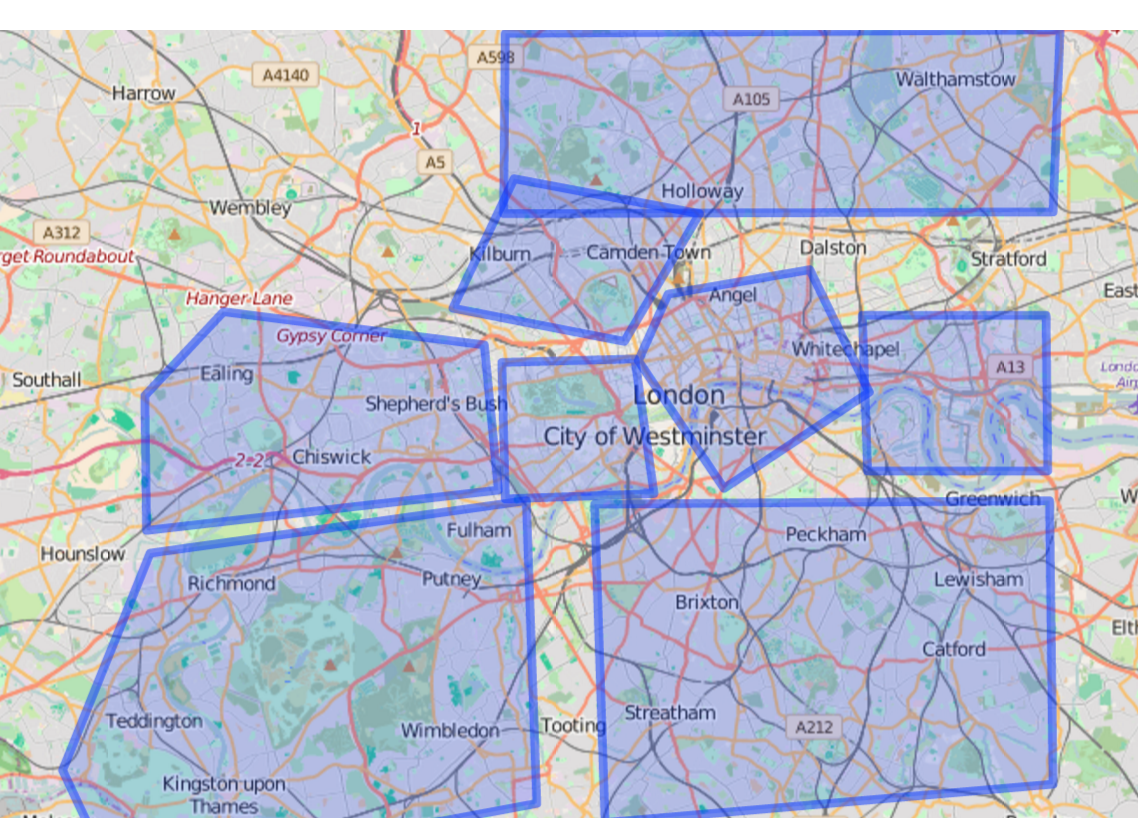 A598
A4140
Harrow
Walthamstow
A105
1
A5
Holloway
Wembley
A312
Dalston
Kilburn
Camden Town
Stratford
rget Roundabout
Hanger Lane
Angel
East
Gypsy Corner
Whitechapel
Southall
Ealing
A13
London
Shepherd's Bush
City of Westminster
2-2
Chiswick
Greenwich
Fulham
Peckham
Hounslow
Richmond
Putney
Lewisham
Brixton
Elth
Catford
Teddington
Streatham
Wimbledon
Tooting
A212
Kingston upon
Thames